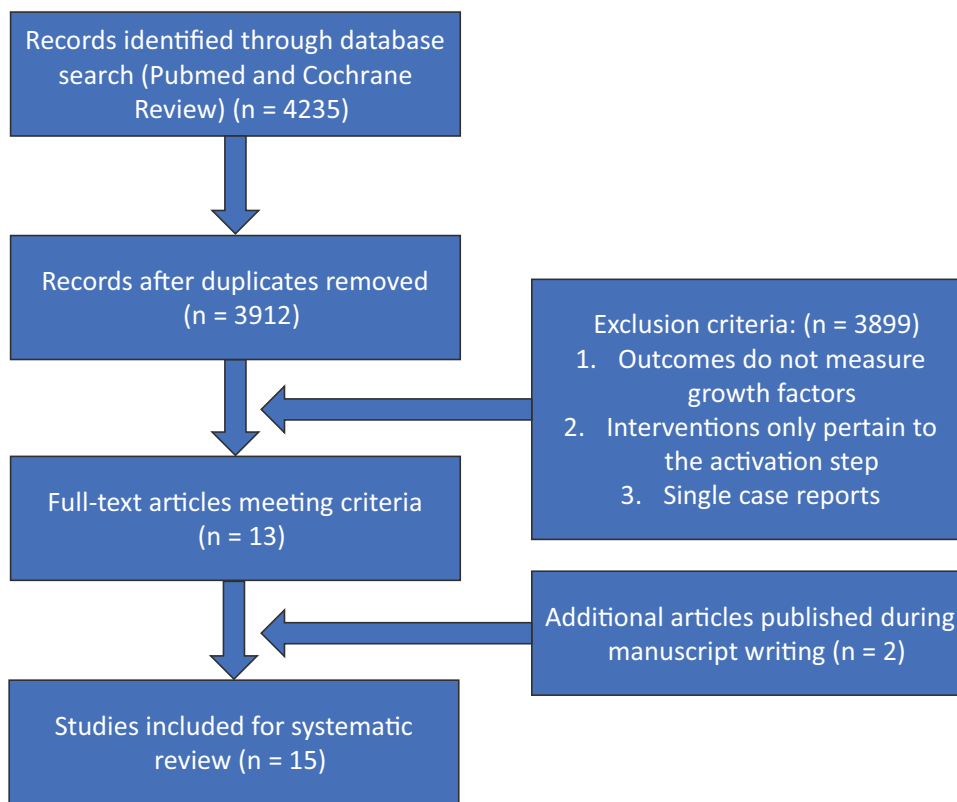 Records identified through database
search (Pubmed and Cochrane
Review) (n = 4235)
Records after duplicates removed
(n = 3912)
Exclusion criteria: (n = 3899)
1. Outcomes do not measure
growth factors
2. Interventions only pertain to
the activation step
3. Single case reports
Full-text articles meeting criteria
(n = 13)
Additional articles published during
manuscript writing (n = 2)
Studies included for systematic
review (n = 15)